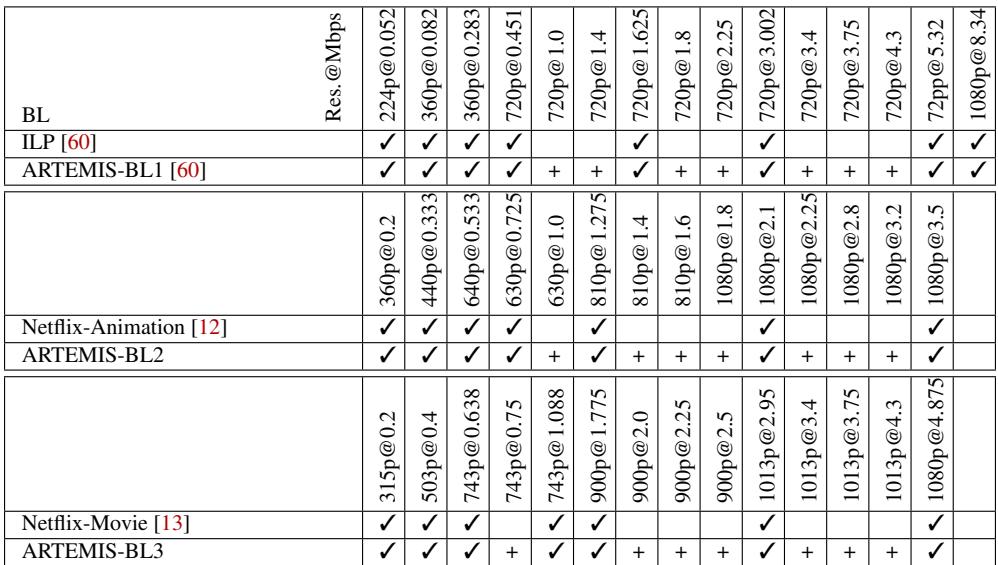 BL Res.@Mbps 224p@0.052 360p@0.082 360p@0.283 720p@0.451 720p@1.0 720p@1.4 720p@1.625 720p@1.8 720p@2.25 720p@3.002 720p@3.4 720p@3.75 720p@4.3 72pp@5.32 1080p@8.34
ILP [60] ✓ ✓ ✓ ✓ ✓ ✓ ✓ ✓
ARTEMIS-BL1 [60] ✓ ✓ ✓ ✓ + + ✓ + + ✓ + + + ✓ ✓
360p@0.2 440p@0.333 640p@0.533 630p@0.725 630p@1.0 810p@1.275 810p@1.4 810p@1.6 1080p@1.8 1080p@2.1 1080p@2.25 1080p@2.8 1080p@3.2 1080p@3.5
Netflix-Animation [12] ✓ ✓ ✓ ✓ ✓ ✓ ✓
ARTEMIS-BL2 ✓ ✓ ✓ ✓ + ✓ + + + ✓ + + + ✓
315p@0.2 503p@0.4 743p@0.638 743p@0.75 743p@1.088 900p@1.775 900p@2.0 900p@2.25 900p@2.5 1013p@2.95 1013p@3.4 1013p@3.75 1013p@4.3 1080p@4.875
Netflix-Movie [13] ✓ ✓ ✓ ✓ ✓ ✓ ✓
ARTEMIS-BL3 ✓ ✓ ✓ + ✓ ✓ + + + ✓ + + + ✓